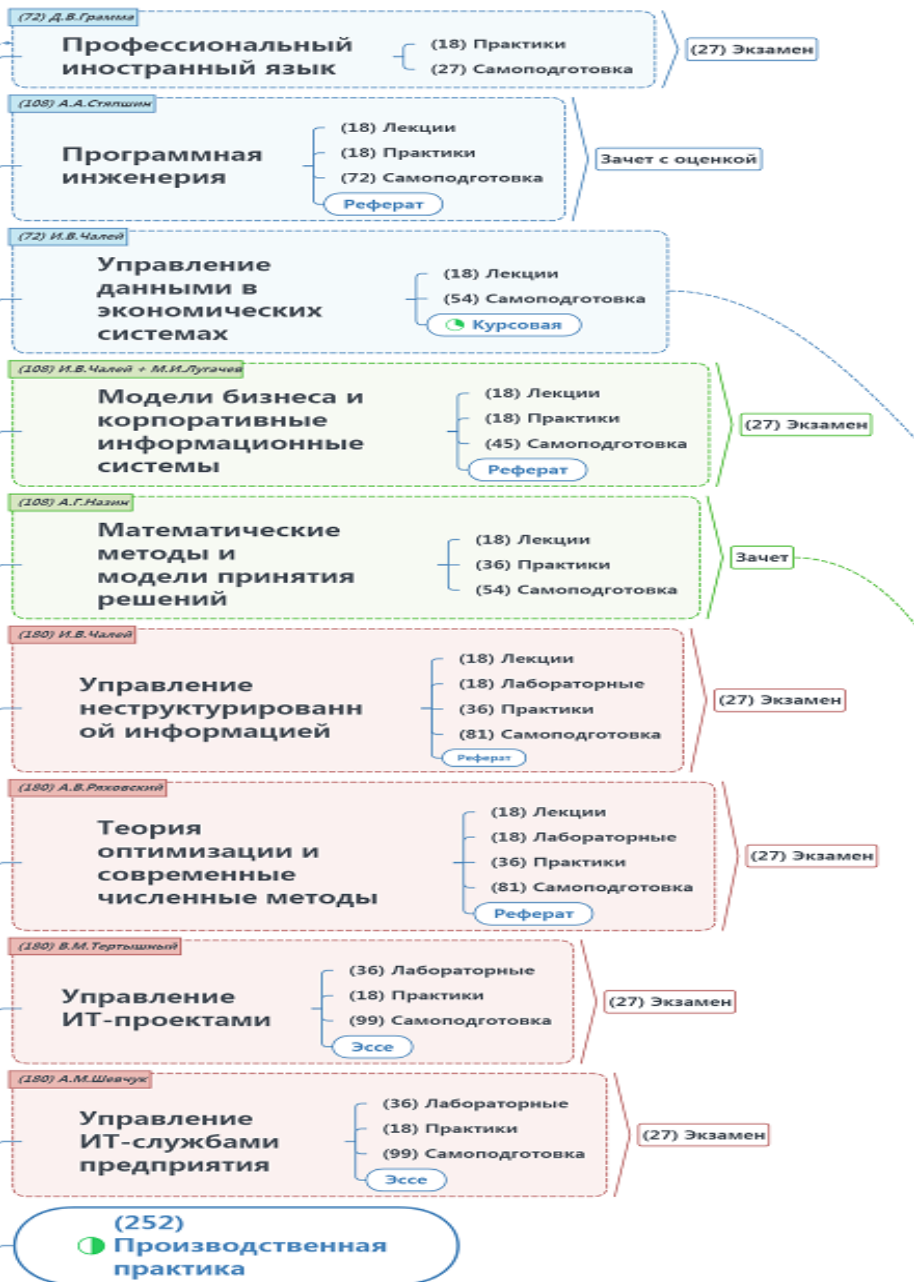 (72) Д.В.Грамма
Профессиональный
иностранный язык
(18) Практики
(27) Самоподготовка
(27) Экзамен
(108) А.А.Стяпшин
Программная
инженерия
(18) Лекции
(18) Практики
(72) Самоподготовка
Реферат
Зачет с оценкой
(72) И.В.Чалей
Управление
данными в
экономических
системах
(18) Лекции
(54) Самоподготовка
Курсовая
(108) И.В.Чалей + М.И.Лугачев
Модели бизнеса и
корпоративные
информационные
системы
(18) Лекции
(18) Практики
(45) Самоподготовка
Реферат
(27) Экзамен
(108) А.Г.Назин
Математические
методы и
модели принятия
решений
(18) Лекции
(36) Практики
(54) Самоподготовка
Зачет
(180) И.В.Чалей
Управление
неструктурированн
ой информацией
(18) Лекции
(18) Лабораторные
(36) Практики
(81) Самоподготовка
Реферат
(27) Экзамен
(180) А.В.Ряховский
Теория
оптимизации и
современные
численные методы
(18) Лекции
(18) Лабораторные
(36) Практики
(81) Самоподготовка
Реферат
(27) Экзамен
(180) В.М.Тертышный
Управление
ИТ-проектами
(36) Лабораторные
(18) Практики
(99) Самоподготовка
Эссе
(27) Экзамен
(180) А.М.Шевчук
Управление
ИТ-службами
предприятия
(36) Лабораторные
(18) Практики
(99) Самоподготовка
Эссе
(27) Экзамен
(252)
Производственная
практика